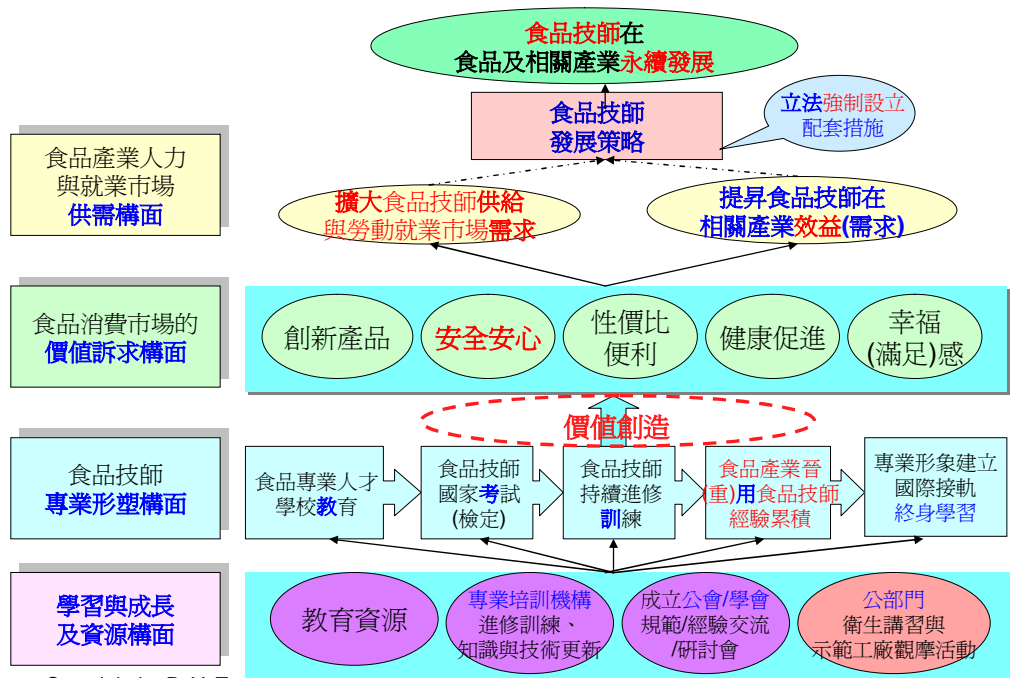 食品技師在
食品及相關產業永續發展
食品技師
發展策略
立法強制設立
配套措施
食品產業人力
與就業市場
供需構面
擴大食品技師供給
與勞動就業市場需求
提昇食品技師在
相關產業效益(需求)
食品消費市場的
價值訴求構面
創新產品
安全安心
性價比
便利
健康促進
幸福
(滿足)感
價值創造
食品技師
專業形塑構面
食品專業人才
學校教育
食品技師
國家考試
(檢定)
食品技師
持續進修
訓練
食品產業晉
(重)用食品技師
經驗累積
專業形象建立
國際接軌
終身學習
學習與成長
及資源構面
教育資源
專業培訓機構
進修訓練、
知識與技術更新
成立公會/學會
規範/經驗交流
/研討會
公部門
衛生講習與
示範工廠觀摩活動